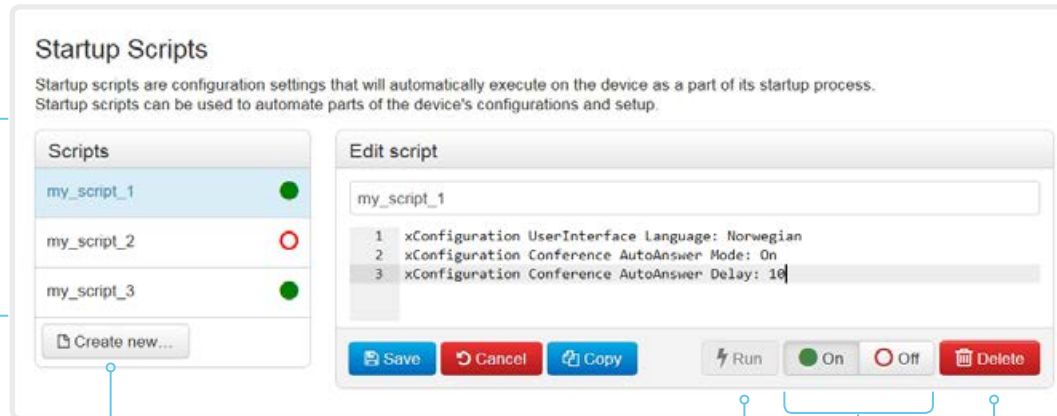 Startup Scripts
Startup scripts are configuration settings that will automatically execute on the device as a part of its startup process.
Startup scripts can be used to automate parts of the device's configurations and setup.
Scripts
my_script_1
my_script_2
my_script_3
Create new...
Edit script
my_script_1
1 xConfiguration UserInterface Language: Norwegian
2 xConfiguration Conference AutoAnswer Mode: On
3 xConfiguration Conference AutoAnswer Delay: 10
Save Cancel Copy Run On Off Delete